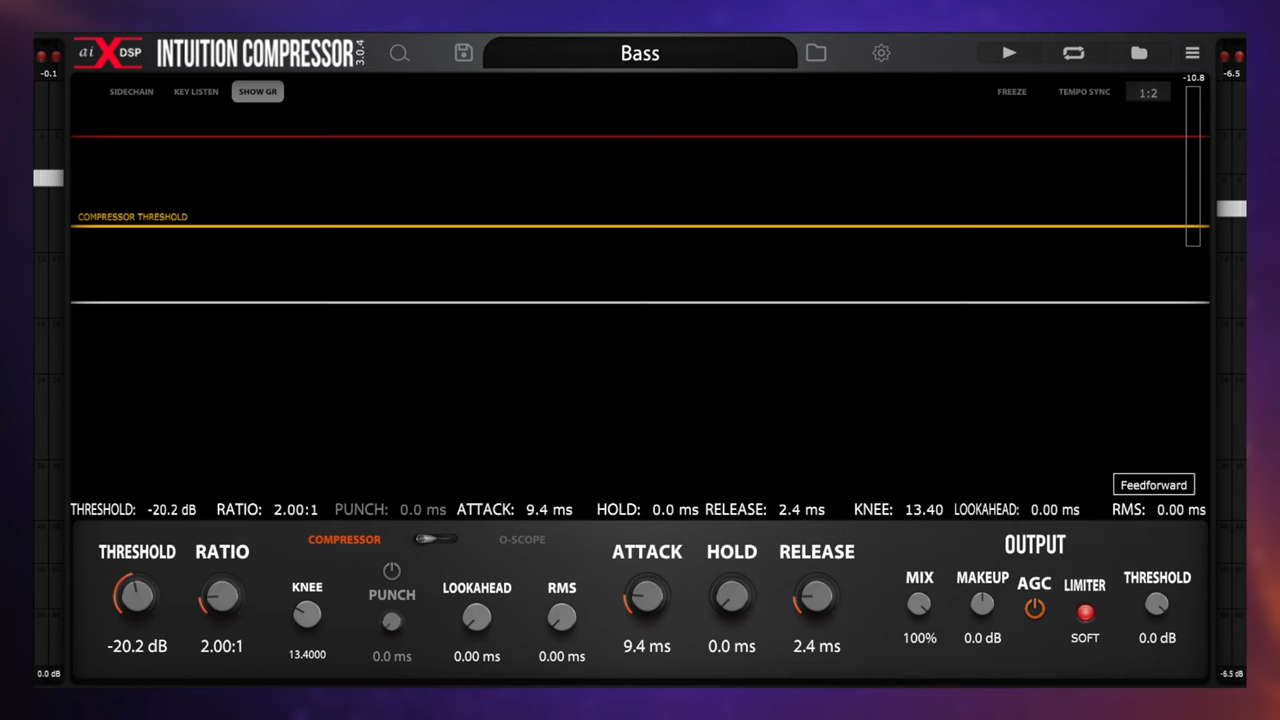 ai X DSP INTUITION COMPRESSOR 3.0.4 Bass
-0.1 -10.8 -6.5
SIDECHAIN KEY LISTEN SHOW GR FREEZE TEMPO SYNC 1:2
COMPRESSOR THRESHOLD
Feedforward
THRESHOLD: -20.2 dB RATIO: 2.00:1 PUNCH: 0.0 ms ATTACK: 9.4 ms HOLD: 0.0 ms RELEASE: 2.4 ms KNEE: 13.40 LOOKAHEAD: 0.00 ms RMS: 0.00 ms
COMPRESSOR O-SCOPE OUTPUT
THRESHOLD RATIO ATTACK HOLD RELEASE
KNEE PUNCH LOOKAHEAD RMS MIX MAKEUP AGC LIMITER THRESHOLD
-20.2 dB 2.00:1 9.4 ms 0.0 ms 2.4 ms 100% 0.0 dB SOFT 0.0 dB
13.4000 0.0 ms 0.00 ms 0.00 ms
0.0 dB -6.5 dB